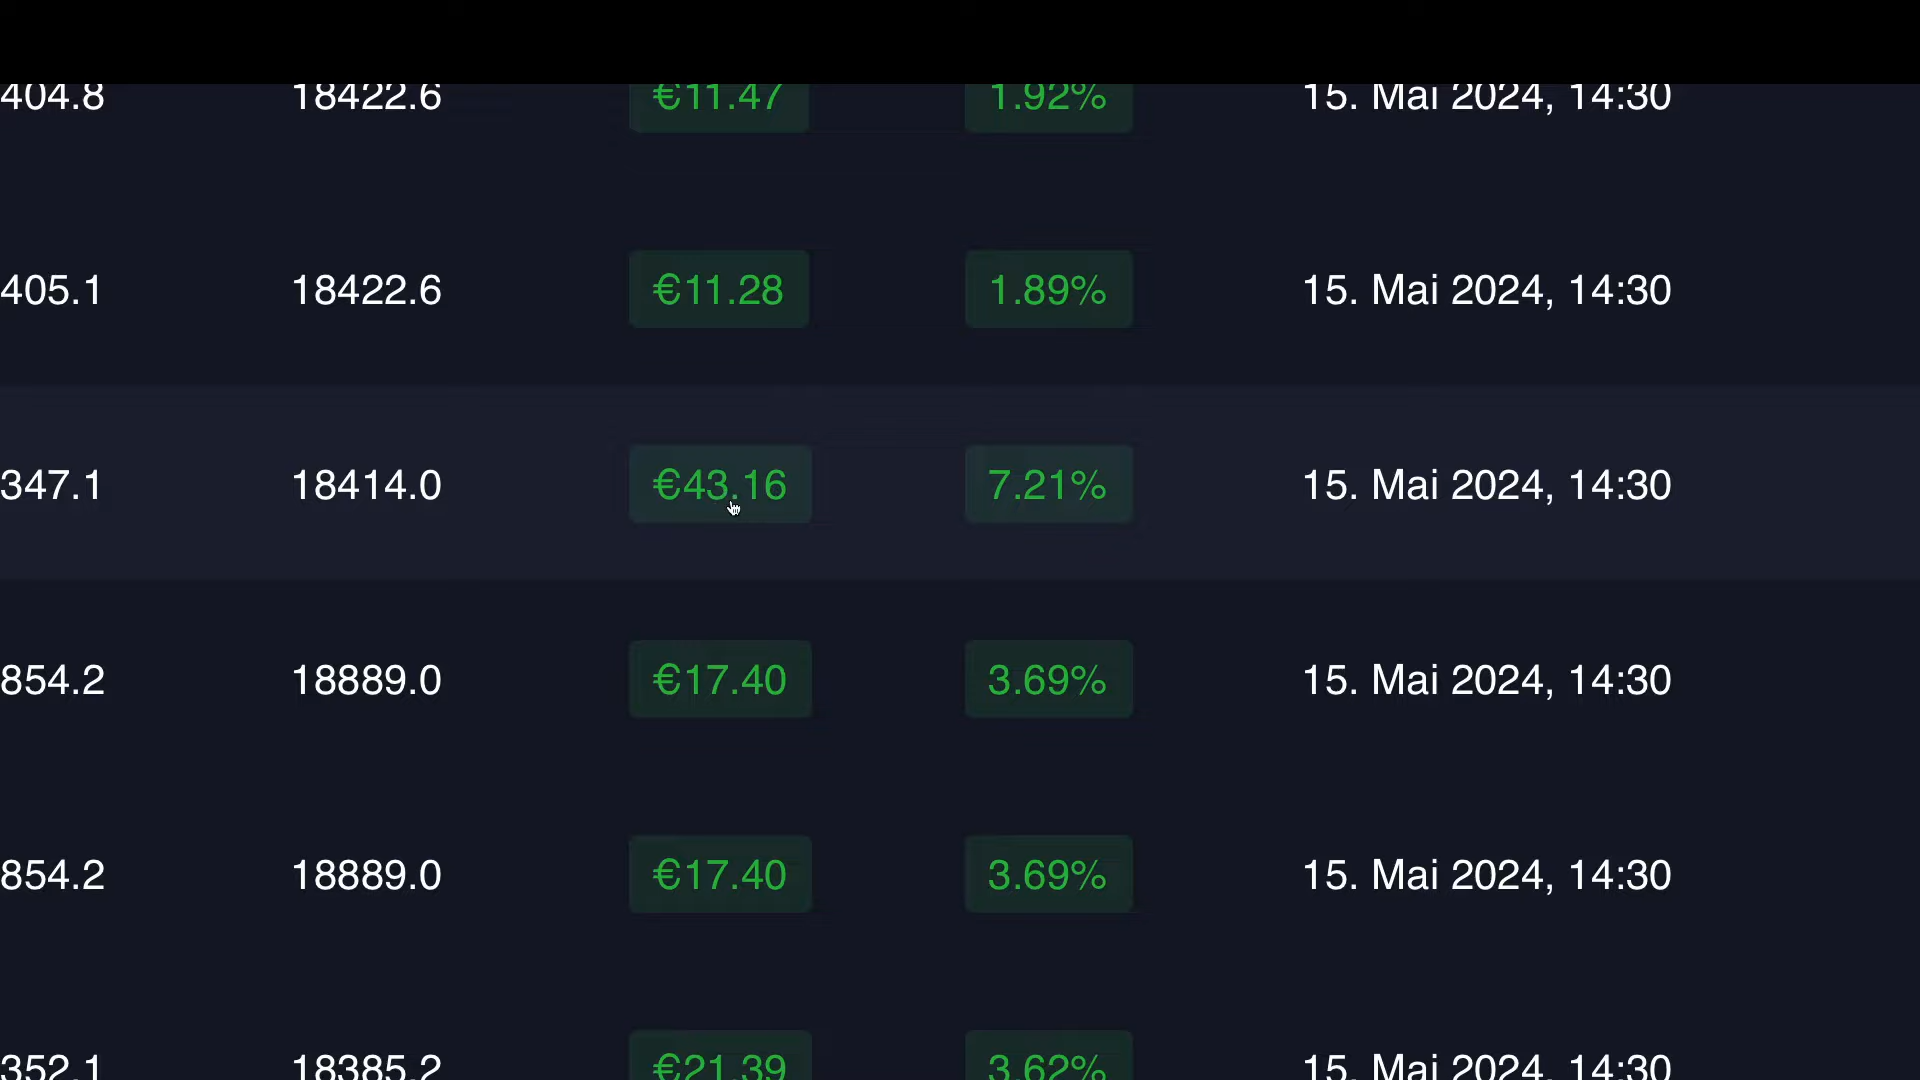 404.8 18422.6 €11.47 1.92% 15. Mai 2024, 14:30
405.1 18422.6 €11.28 1.89% 15. Mai 2024, 14:30
347.1 18414.0 €43.16 7.21% 15. Mai 2024, 14:30
854.2 18889.0 €17.40 3.69% 15. Mai 2024, 14:30
854.2 18889.0 €17.40 3.69% 15. Mai 2024, 14:30
352.1 18385.2 €21.39 3.62% 15. Mai 2024, 14:30